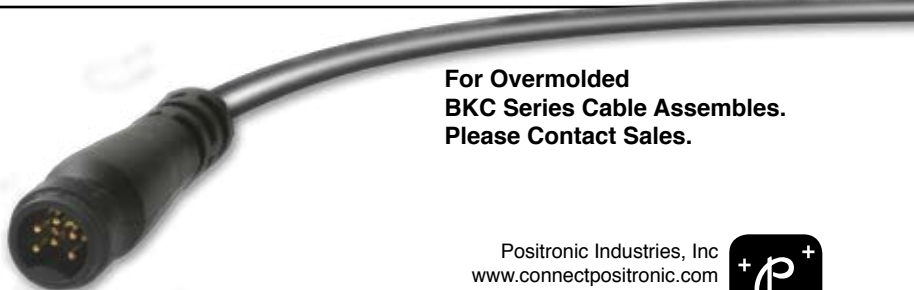 For Overmolded
BKC Series Cable Assembles.
Please Contact Sales.
Positronic Industries, Inc
www.connectpositronic.com